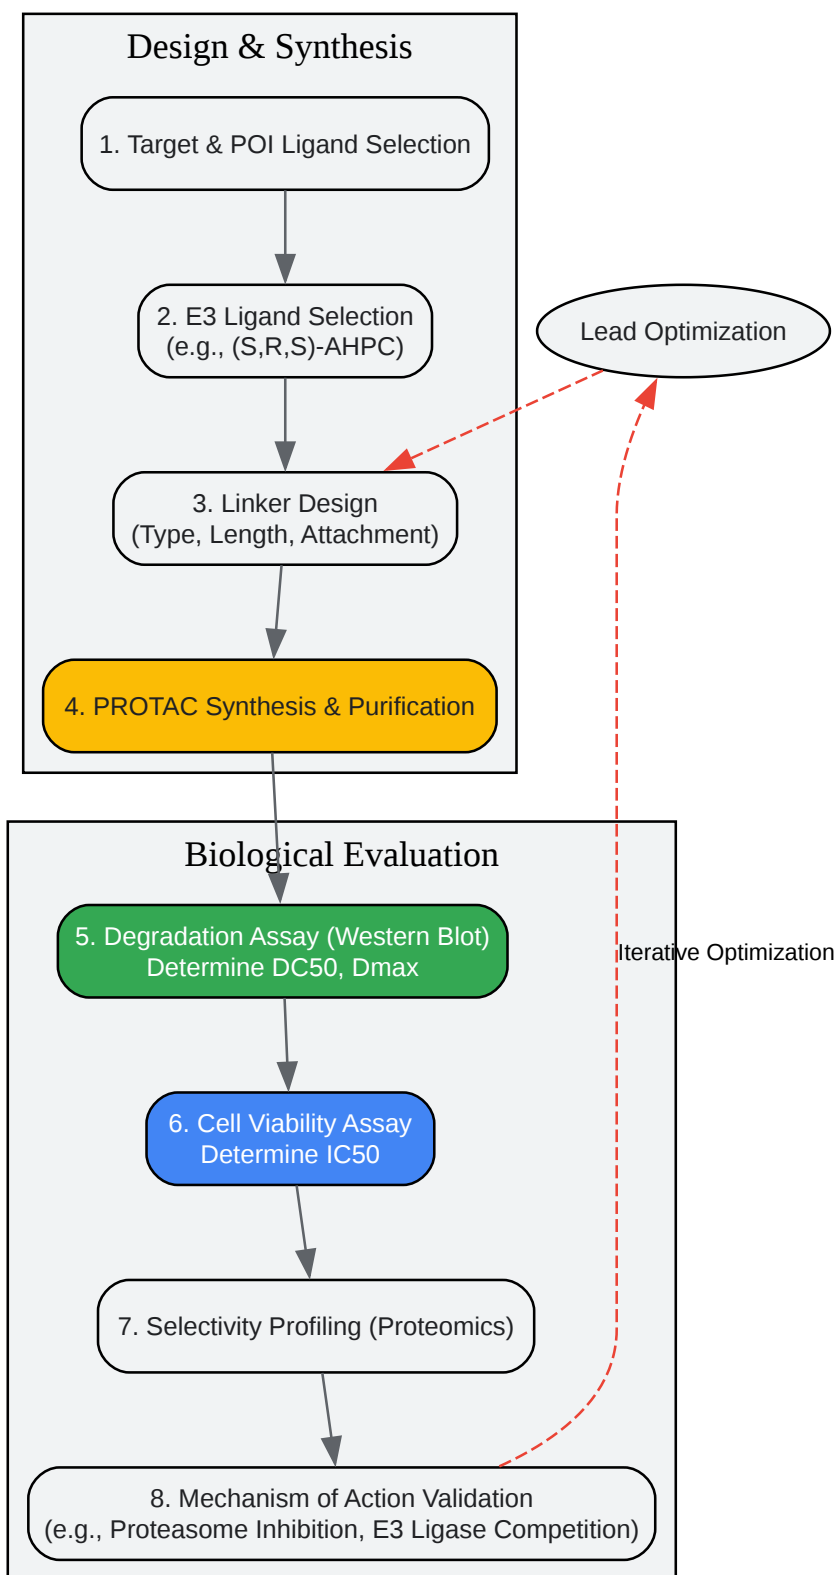 Design & Synthesis
1. Target & POI Ligand Selection
2. E3 Ligand Selection
(e.g., (S,R,S)-AHPC)
Lead Optimization
3. Linker Design
(Type, Length, Attachment)
4. PROTAC Synthesis & Purification
Biological Evaluation
5. Degradation Assay (Western Blot)
Determine DC50, Dmax
Iterative Optimization
6. Cell Viability Assay
Determine IC50
7. Selectivity Profiling (Proteomics)
8. Mechanism of Action Validation
(e.g., Proteasome Inhibition, E3 Ligase Competition)